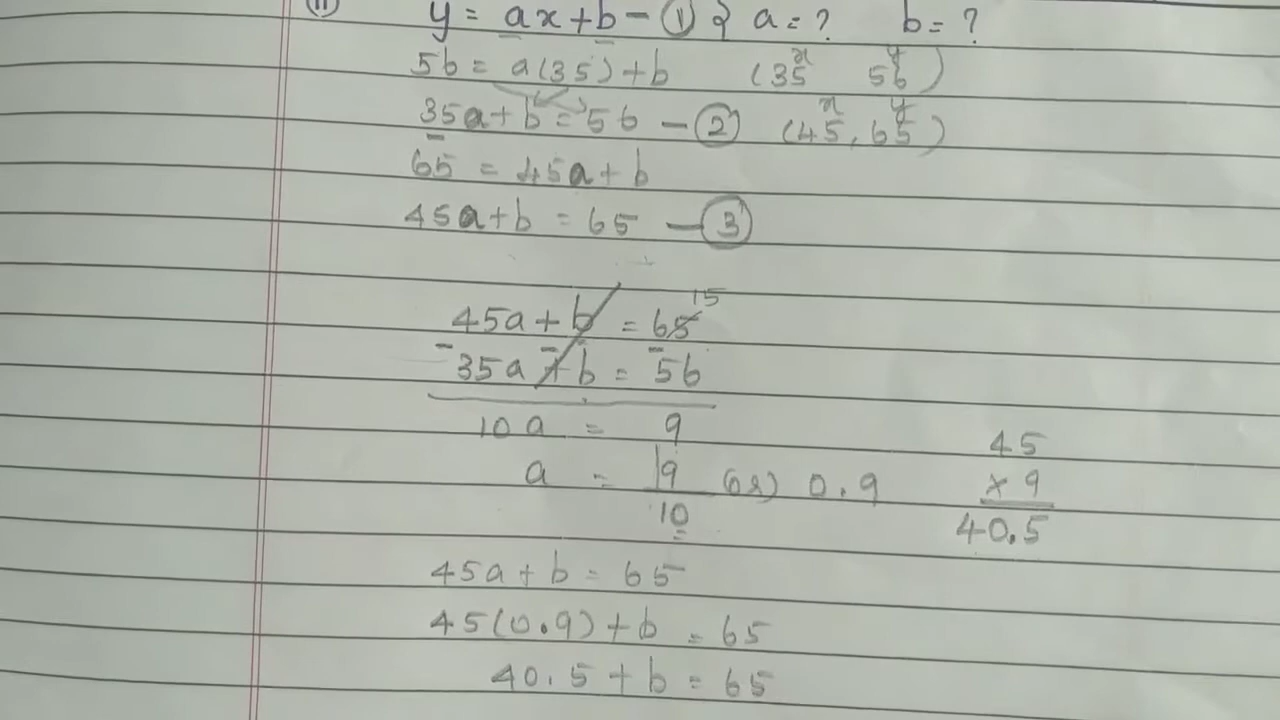 (ii) y = ax + b - ① } a = ? b = ?
56 = a(35) + b (35 56)
x y
35a + b = 56 - ② (45, 65)
x y
65 = 45a + b
45a + b = 65 - ③
45a + b = 65 15
- 35a + b = 56
- -
10a = 9
a = 9/10 (or) 0.9
45
× 9
40.5
45a + b = 65
45(0.9) + b = 65
40.5 + b = 65